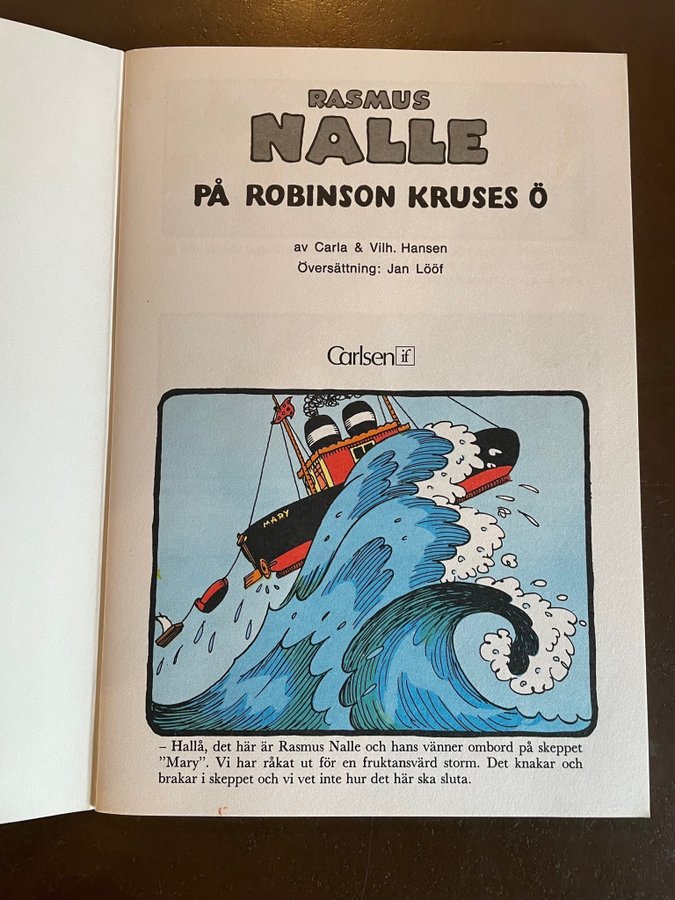 RASMUS
NALLE
PÅ ROBINSON KRUSES Ö
av Carla & Vilh. Hansen
Översättning: Jan Lööf
Carlsen if
MARY
– Hallå, det här är Rasmus Nalle och hans vänner ombord på skeppet
”Mary”. Vi har råkat ut för en fruktansvärd storm. Det knakar och
brakar i skeppet och vi vet inte hur det här ska sluta.